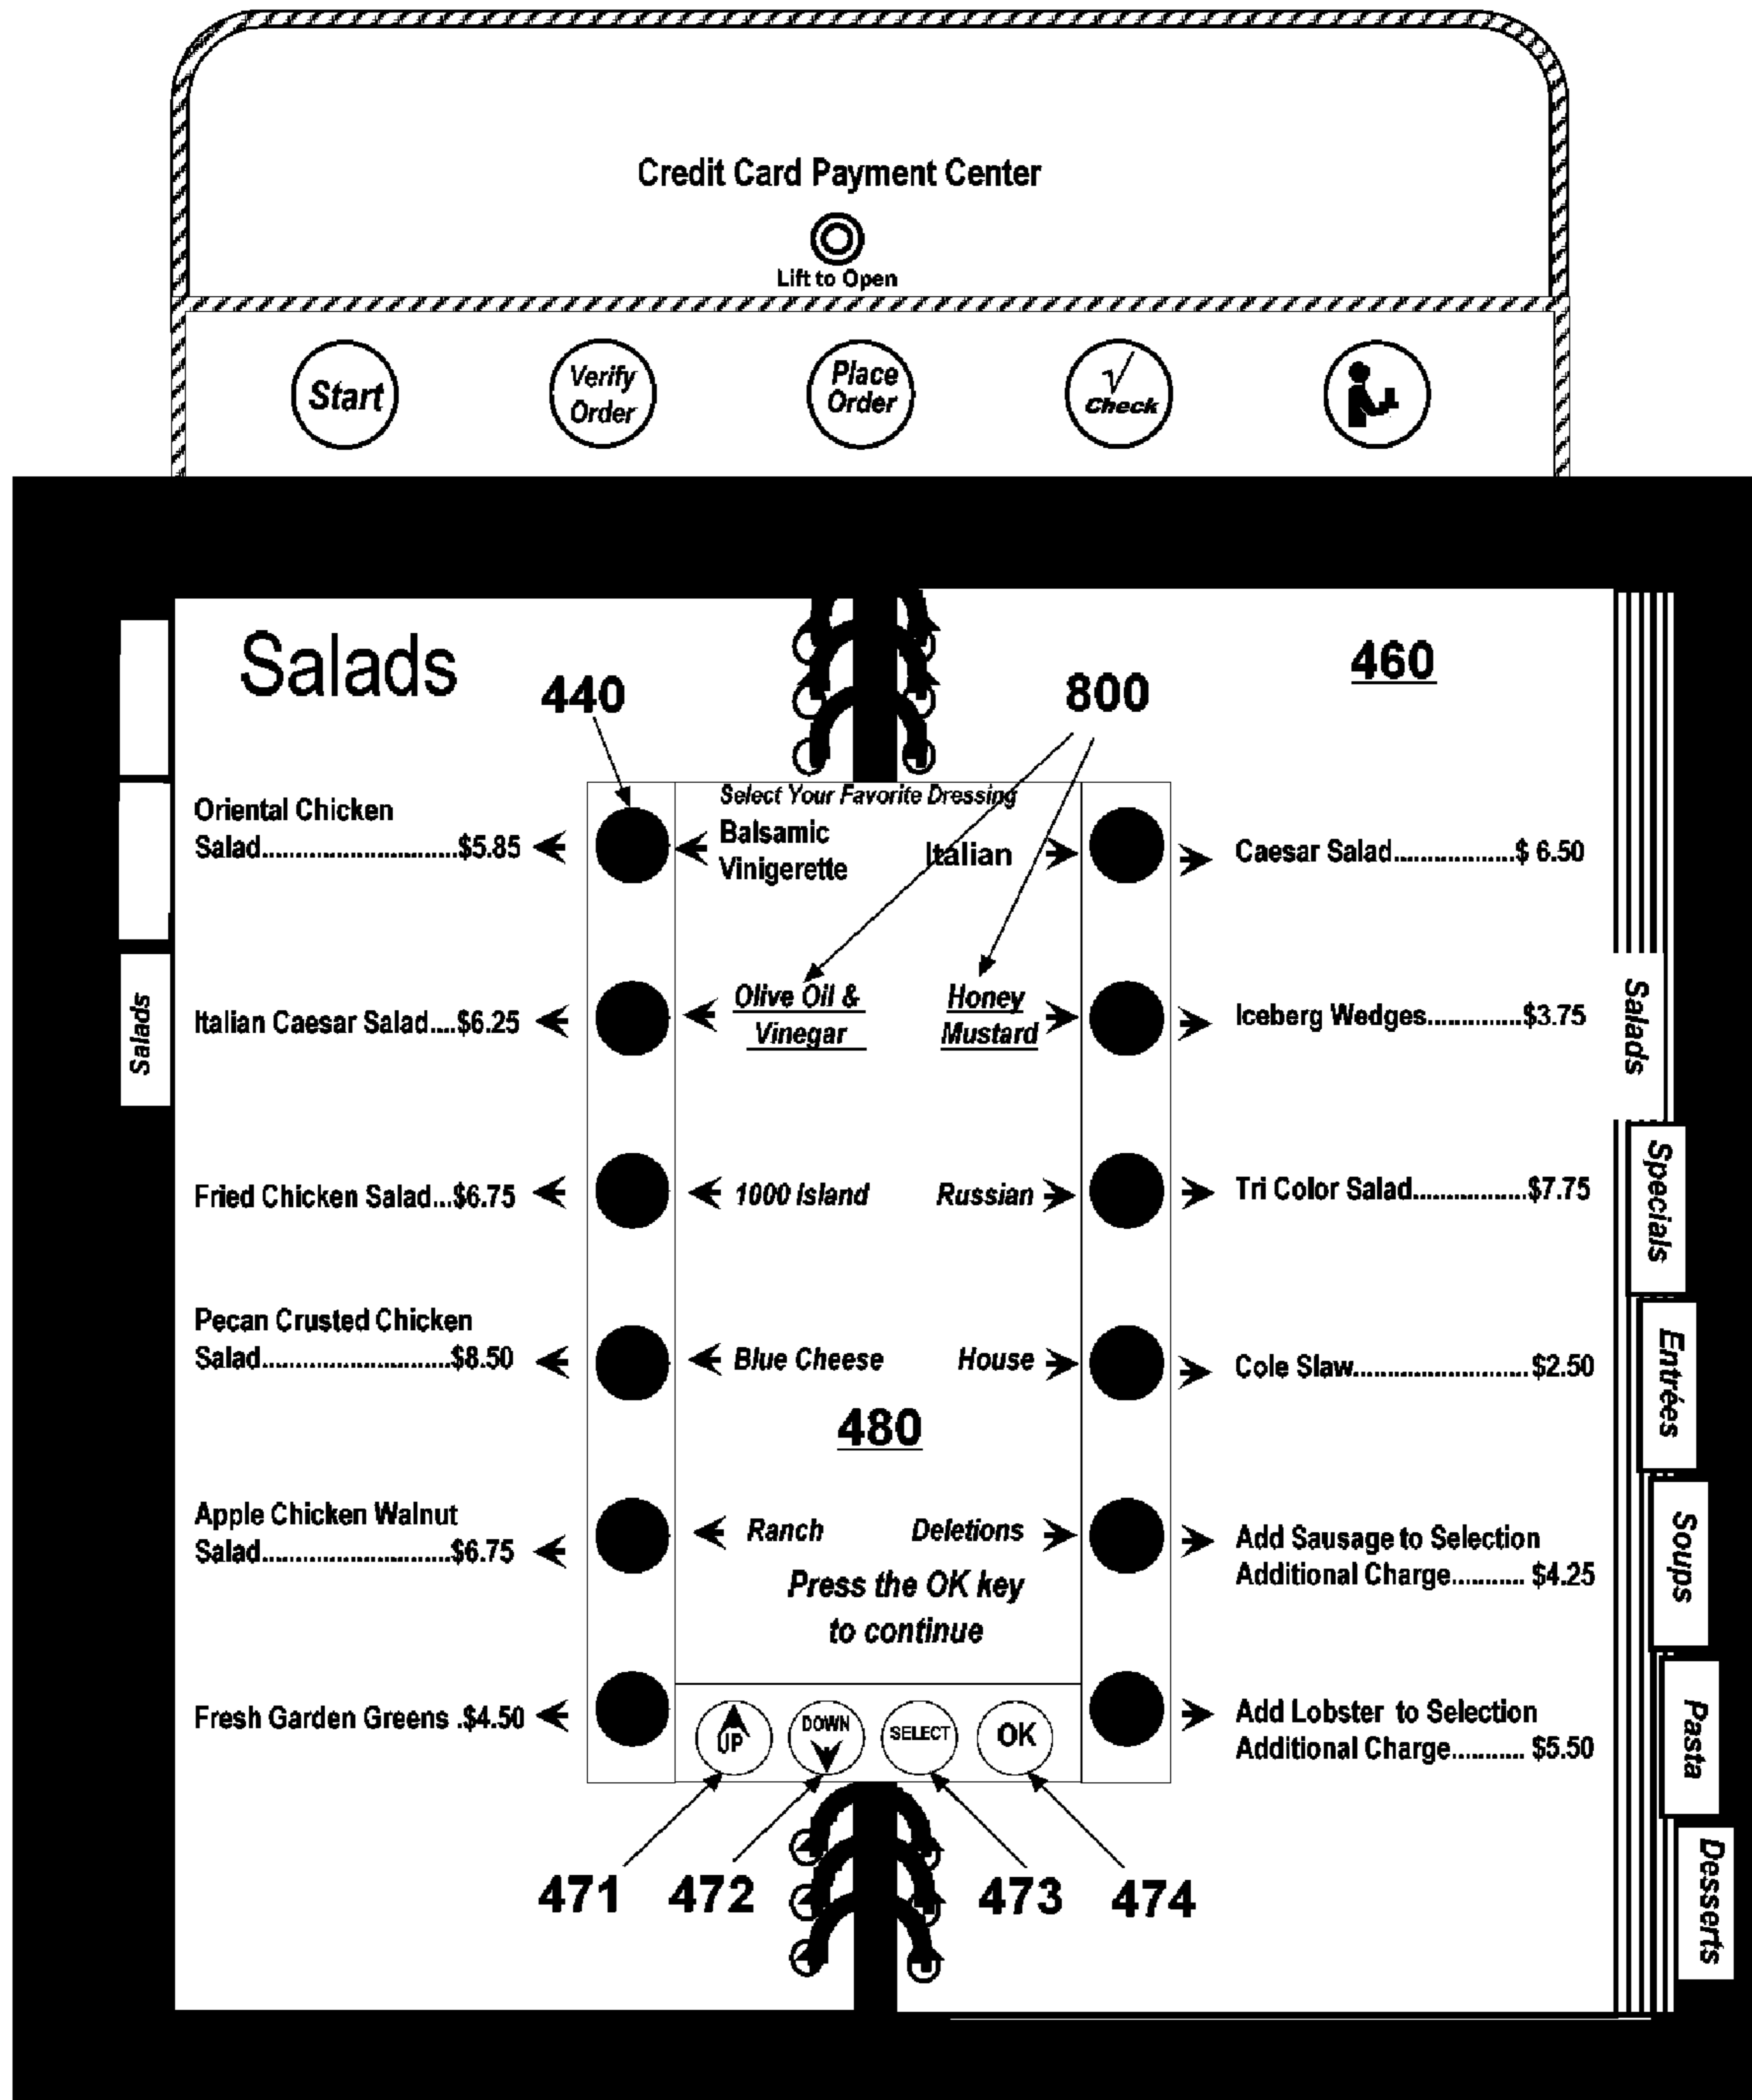 Credit Card Payment Center
Lift to Open
Start
Verify
Order
Place
Order
√
Check
Salads
440
800
460
Oriental Chicken
Salad.............................$5.85
Select Your Favorite Dressing
Balsamic
Vinigerette
Italian
Caesar Salad..................$ 6.50
Salads
Italian Caesar Salad....$6.25
Olive Oil &
Vinegar
Honey
Mustard
Iceberg Wedges..............$3.75
Salads
Fried Chicken Salad...$6.75
1000 Island
Russian
Tri Color Salad.................$7.75
Specials
Pecan Crusted Chicken
Salad............................$8.50
Blue Cheese
House
Cole Slaw..........................$2.50
Entrées
480
Apple Chicken Walnut
Salad............................$6.75
Ranch
Deletions
Add Sausage to Selection
Additional Charge........... $4.25
Soups
Press the OK key
to continue
Fresh Garden Greens .$4.50
UP
DOWN
SELECT
OK
Add Lobster to Selection
Additional Charge........... $5.50
Pasta
471
472
473
474
Desserts